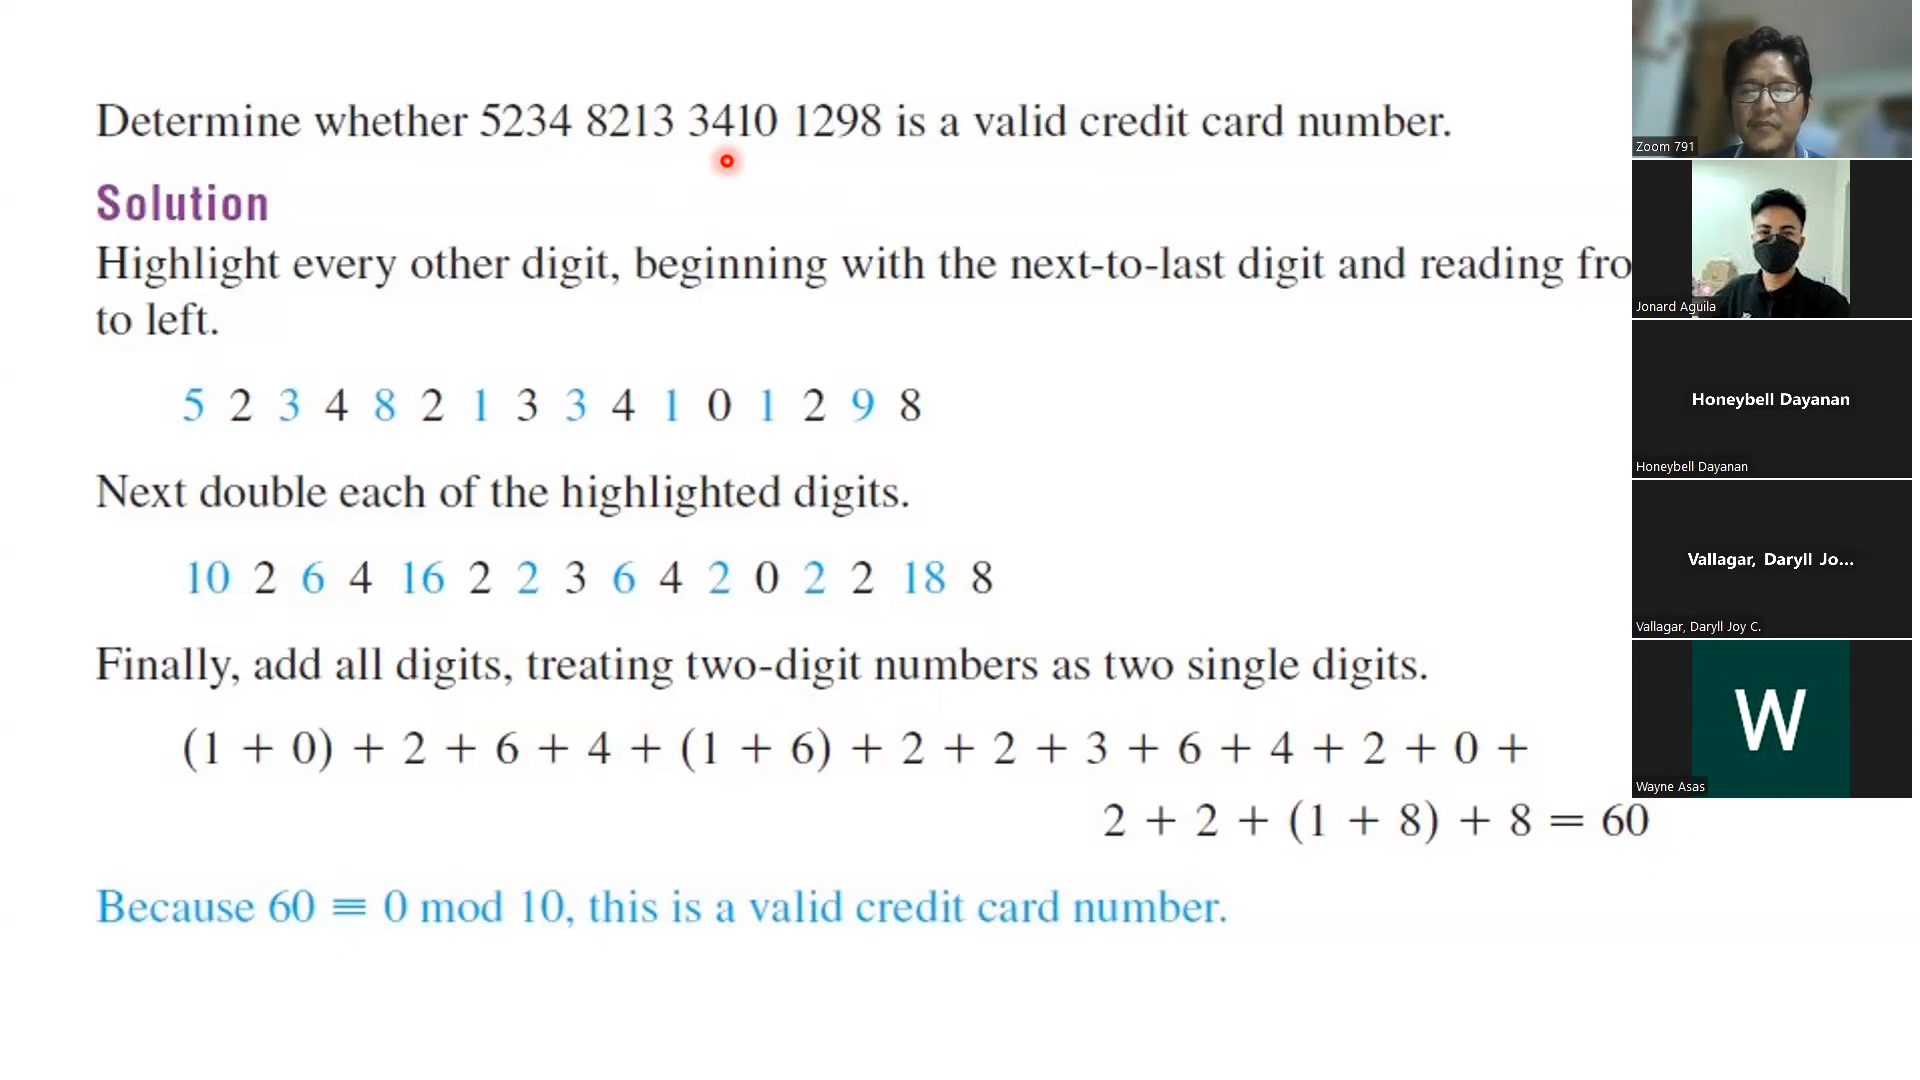 Determine whether 5234 8213 3410 1298 is a valid credit card number.
Solution
Highlight every other digit, beginning with the next-to-last digit and reading fro
to left.
5 2 3 4 8 2 1 3 3 4 1 0 1 2 9 8
Next double each of the highlighted digits.
10 2 6 4 16 2 2 3 6 4 2 0 2 2 18 8
Finally, add all digits, treating two-digit numbers as two single digits.
(1 + 0) + 2 + 6 + 4 + (1 + 6) + 2 + 2 + 3 + 6 + 4 + 2 + 0 +
2 + 2 + (1 + 8) + 8 = 60
Because 60 ≡ 0 mod 10, this is a valid credit card number.
Zoom 791
Jonard Aguila
Honeybell Dayanan
Honeybell Dayanan
Vallagar, Daryll Jo...
Vallagar, Daryll Joy C.
W
Wayne Asas